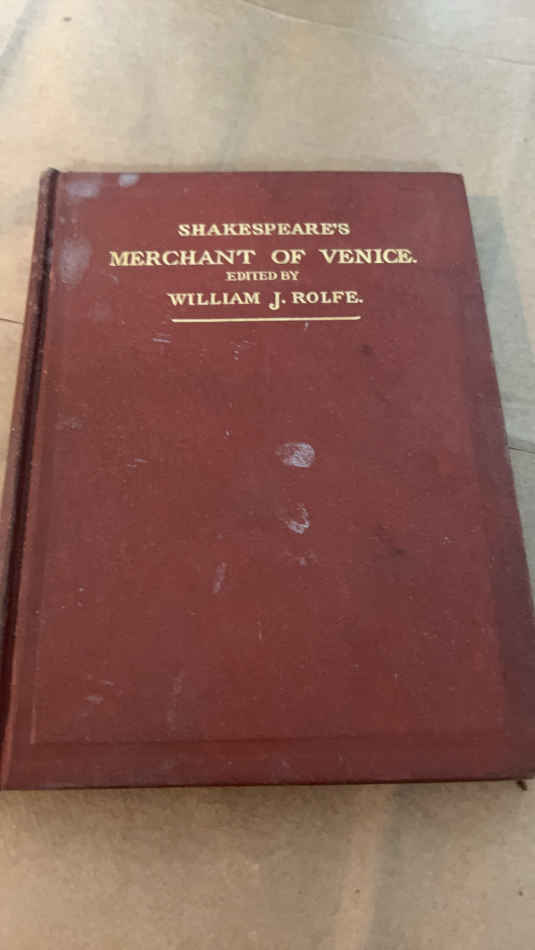 SHAKESPEARE'S
MERCHANT OF VENICE.
EDITED BY
WILLIAM J. ROLFE.